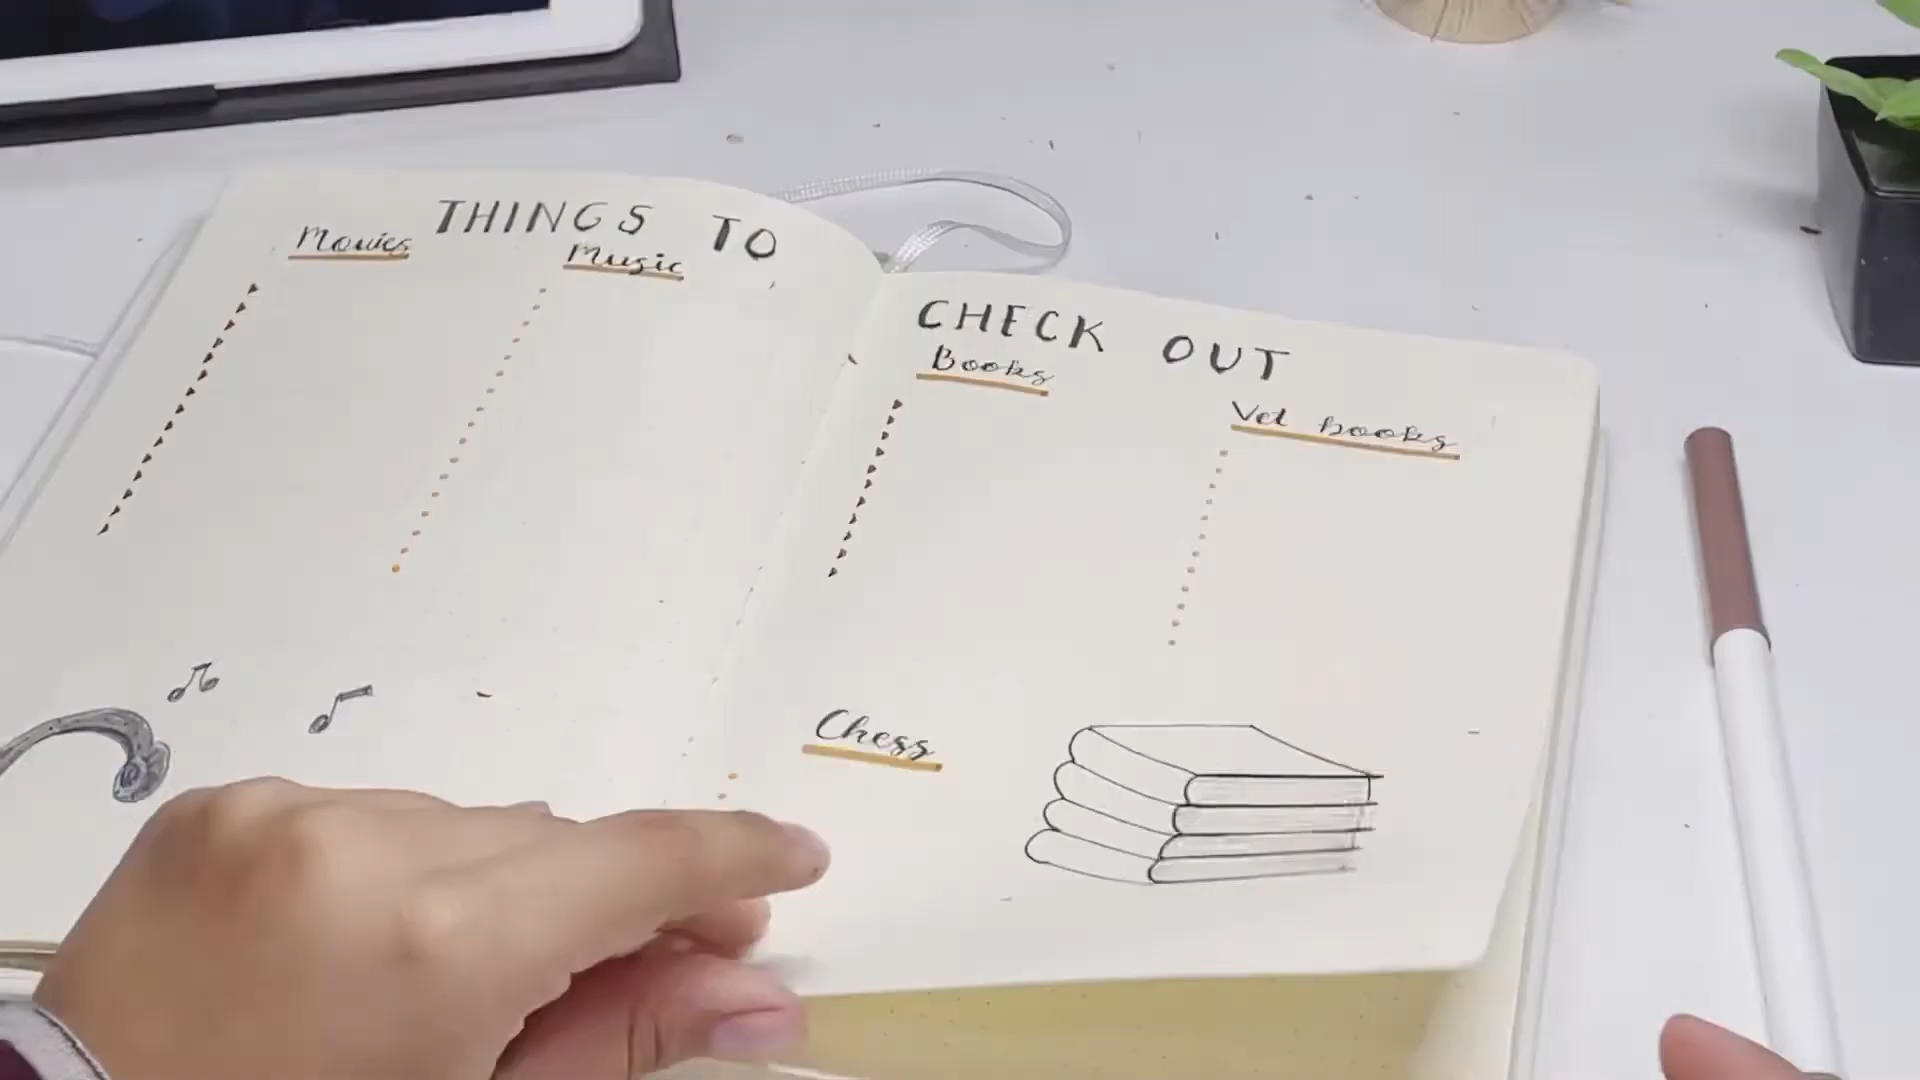 THINGS TO
Movies
Music
CHECK OUT
Books
Vet Books
Chess